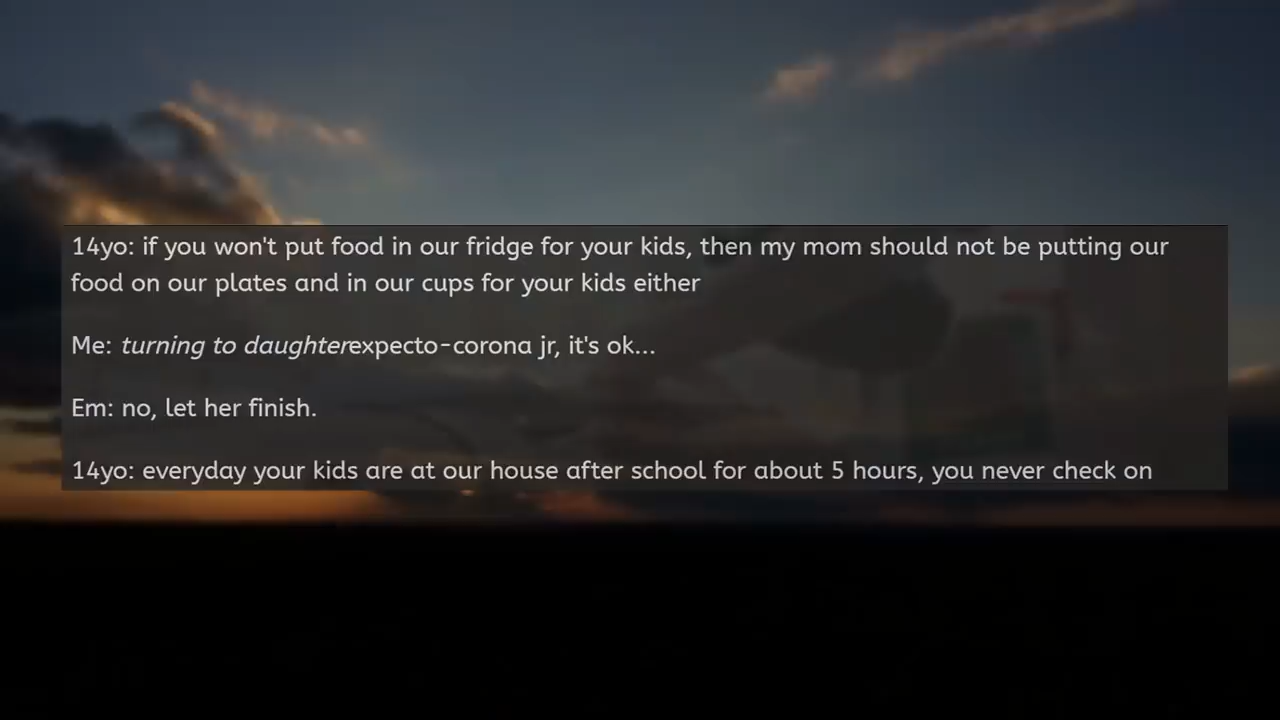 14yo: if you won't put food in our fridge for your kids, then my mom should not be putting our
food on our plates and in our cups for your kids either
Me: turning to daughterexpecto-corona jr, it's ok...
Em: no, let her finish.
14yo: everyday your kids are at our house after school for about 5 hours, you never check on